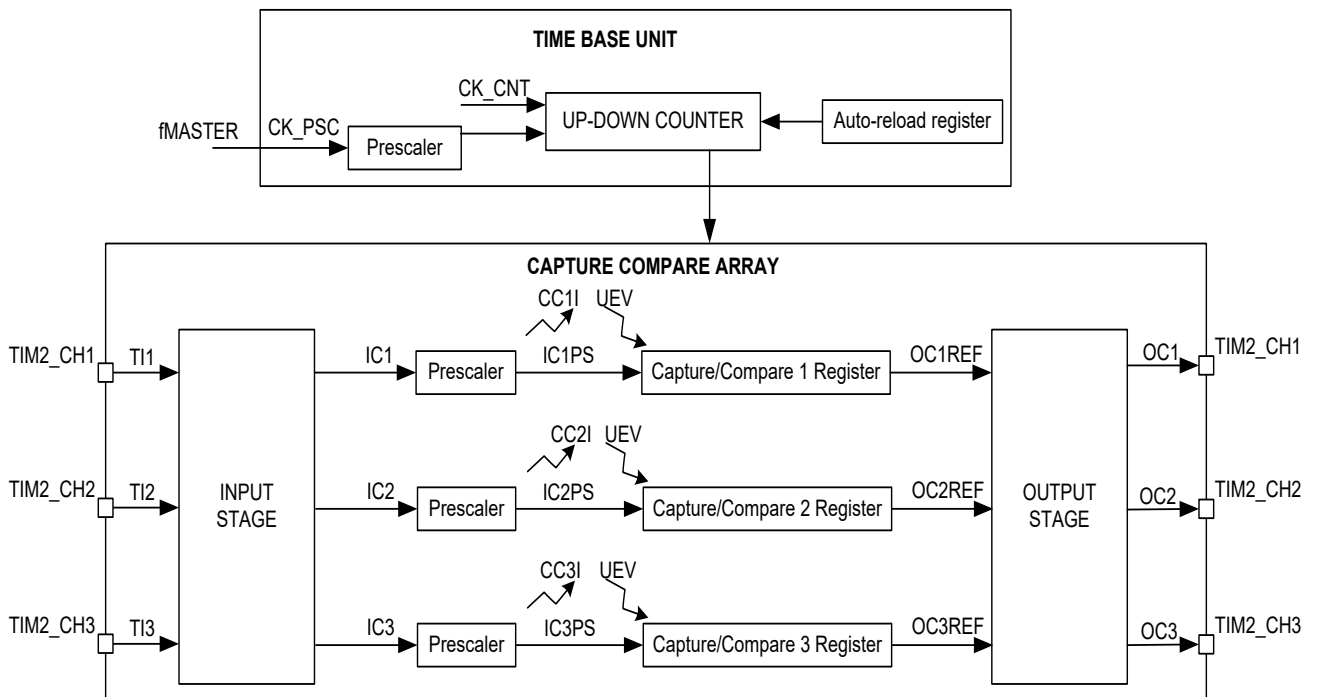 TIME BASE UNIT
CK_CNT
fMASTER
CK_PSC
Prescaler
UP-DOWN COUNTER
Auto-reload register
CAPTURE COMPARE ARRAY
CC1I
UEV
TIM2_CH1
TI1
IC1
Prescaler
IC1PS
Capture/Compare 1 Register
OC1REF
OC1
TIM2_CH1
CC2I
UEV
TIM2_CH2
TI2
INPUT
STAGE
IC2
Prescaler
IC2PS
Capture/Compare 2 Register
OC2REF
OUTPUT
STAGE
OC2
TIM2_CH2
CC3I
UEV
TIM2_CH3
TI3
IC3
Prescaler
IC3PS
Capture/Compare 3 Register
OC3REF
OC3
TIM2_CH3